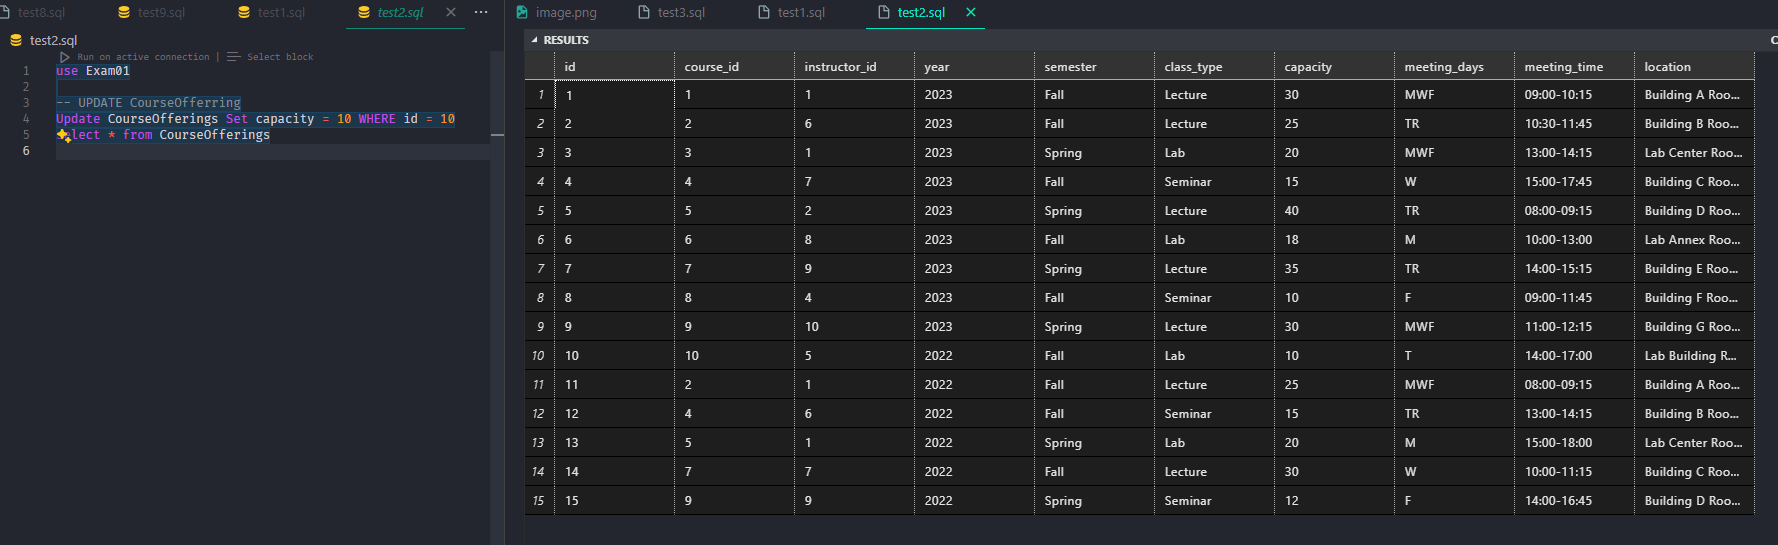 test8.sql test9.sql test1.sql test2.sql
test2.sql
Run on active connection | Select block
1 use Exam01
2
3 -- UPDATE CourseOfferring
4 Update CourseOfferings Set capacity = 10 WHERE id = 10
5 lect * from CourseOfferings
6
image.png test3.sql test1.sql test2.sql
RESULTS
id course_id instructor_id year semester class_type capacity meeting_days meeting_time location
1 1 1 1 2023 Fall Lecture 30 MWF 09:00-10:15 Building A Roo...
2 2 2 6 2023 Fall Lecture 25 TR 10:30-11:45 Building B Roo...
3 3 3 1 2023 Spring Lab 20 MWF 13:00-14:15 Lab Center Roo...
4 4 4 7 2023 Fall Seminar 15 W 15:00-17:45 Building C Roo...
5 5 5 2 2023 Spring Lecture 40 TR 08:00-09:15 Building D Roo...
6 6 6 8 2023 Fall Lab 18 M 10:00-13:00 Lab Annex Roo...
7 7 7 9 2023 Spring Lecture 35 TR 14:00-15:15 Building E Roo...
8 8 8 4 2023 Fall Seminar 10 F 09:00-11:45 Building F Roo...
9 9 9 10 2023 Spring Lecture 30 MWF 11:00-12:15 Building G Roo...
10 10 10 5 2022 Fall Lab 10 T 14:00-17:00 Lab Building R...
11 11 2 1 2022 Fall Lecture 25 MWF 08:00-09:15 Building A Roo...
12 12 4 6 2022 Fall Seminar 15 TR 13:00-14:15 Building B Roo...
13 13 5 1 2022 Spring Lab 20 M 15:00-18:00 Lab Center Roo...
14 14 7 7 2022 Fall Lecture 30 W 10:00-11:15 Building C Roo...
15 15 9 9 2022 Spring Seminar 12 F 14:00-16:45 Building D Roo...